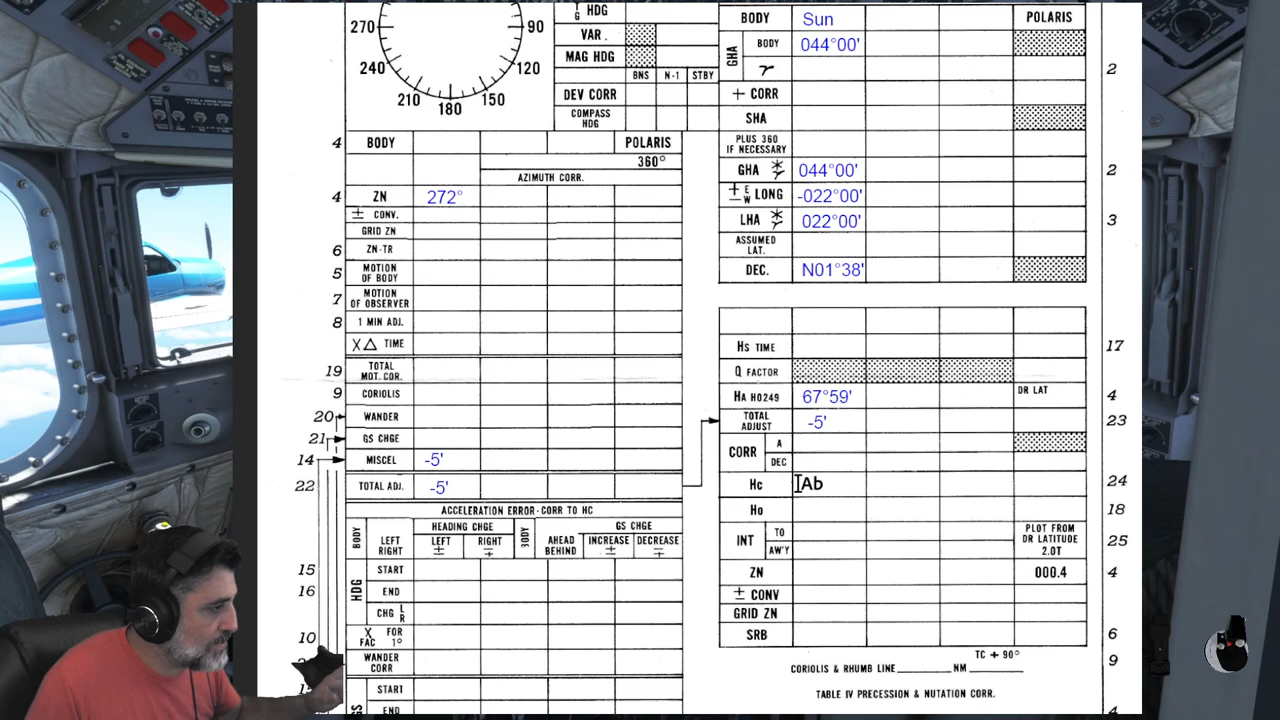 270
90
240
120
210
150
180
T G HDG
VAR.
MAG HDG
BNS N-1 STBY
DEV CORR
COMPASS HDG
4 BODY POLARIS
360°
AZIMUTH CORR.
4 ZN 272°
± CONV.
GRID ZN
6 ZN-TR
5 MOTION OF BODY
7 MOTION OF OBSERVER
8 1 MIN ADJ.
X△ TIME
19 TOTAL MOT. COR.
9 CORIOLIS
20 WANDER
21 GS CHGE
14 MISCEL -5'
22 TOTAL ADJ. -5'
ACCELERATION ERROR-CORR TO HC
BODY LEFT RIGHT HEADING CHGE LEFT ± RIGHT ∓ BODY AHEAD BEHIND GS CHGE INCREASE ± DECREASE ∓
HDG
15 START
16 END
CHG L R
10 X FOR FAC 1°
WANDER CORR
START
GS END
BODY Sun POLARIS
GHA BODY 044°00'
♈ 2
+ CORR
SHA
PLUS 360 IF NECESSARY
GHA 044°00' 2
± E W LONG -022°00'
LHA 022°00' 3
ASSUMED LAT.
DEC. N01°38'
HS TIME 17
Q FACTOR
HA HO249 67°59' DR LAT 4
TOTAL ADJUST -5' 23
CORR A
DEC
Hc Ab 24
Ho 18
INT TO AW'Y PLOT FROM DR LATITUDE 2.0T 25
ZN 000.4 4
± CONV
GRID ZN
SRB 6
TC + 90°
CORIOLIS & RHUMB LINE NM 9
TABLE IV PRECESSION & NUTATION CORR.
4